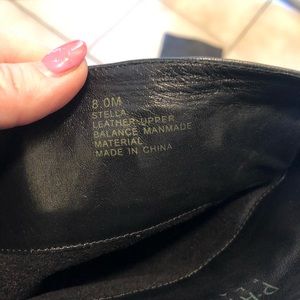 8.0M
STELLA
LEATHER UPPER
BALANCE MANMADE
MATERIAL
MADE IN CHINA